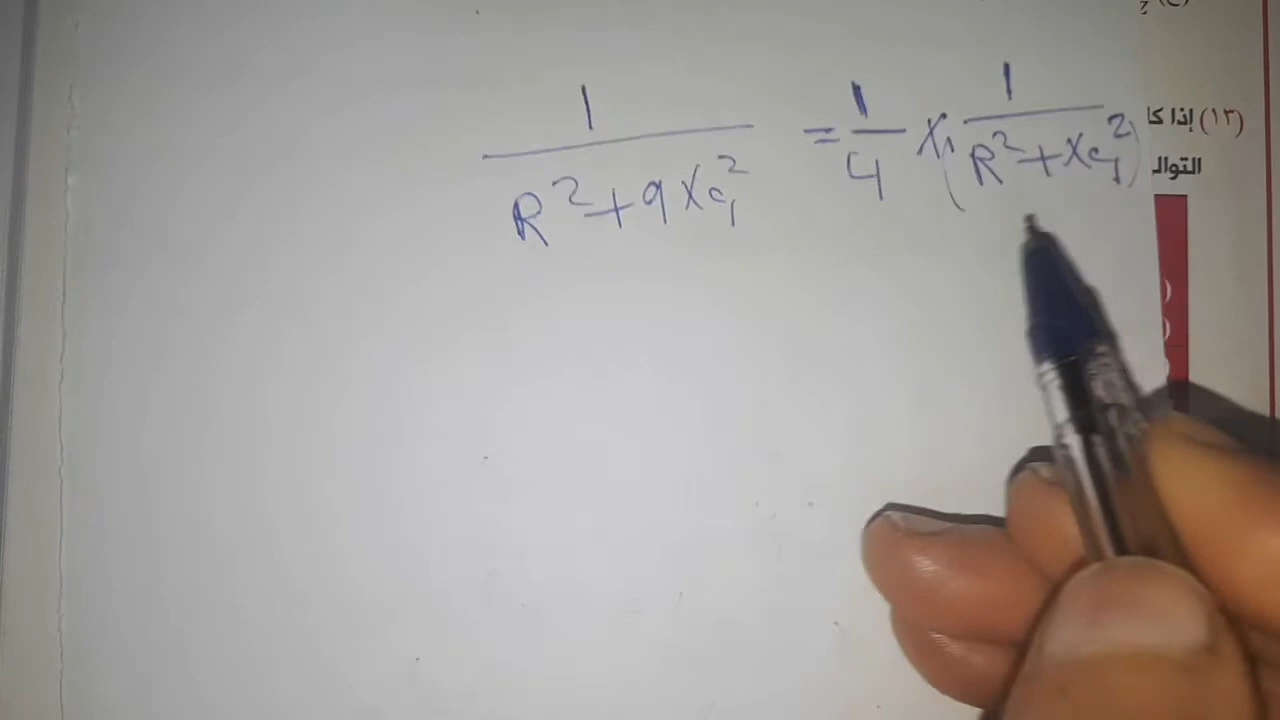 1/(R²+9Xc₁²) = 1/4 × 1/(R²+Xc₁²)
(١٣) إذا كا
التوال